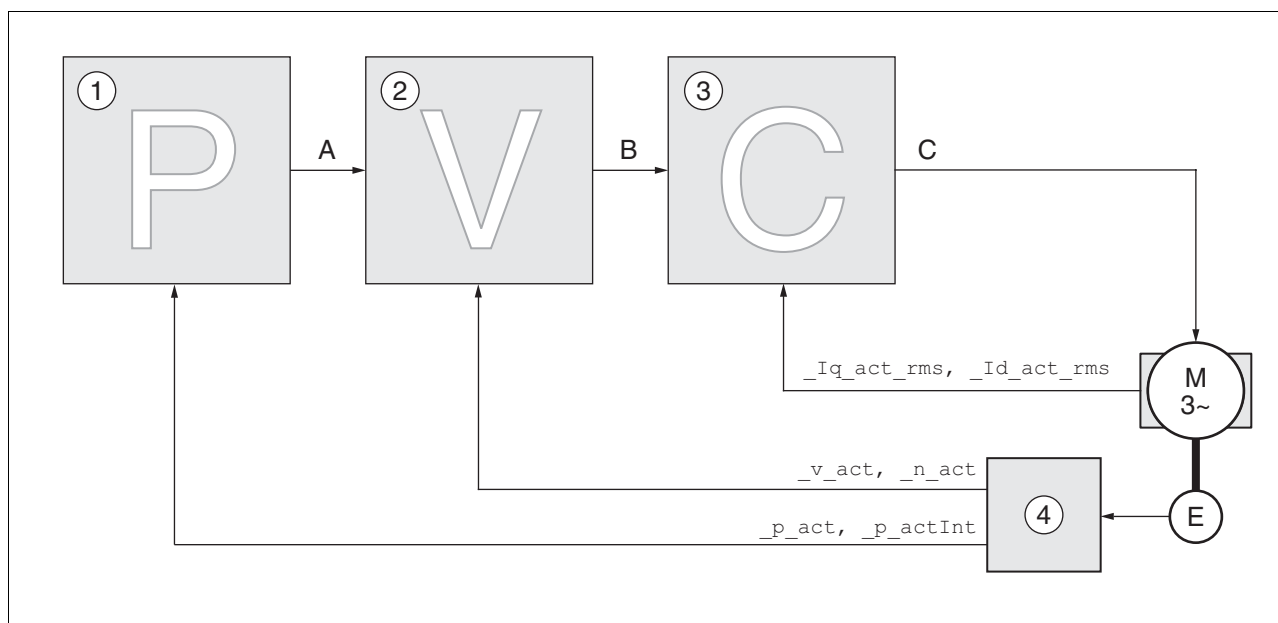 1
P
A
2
V
B
3
C
C
_Iq_act_rms, _Id_act_rms
M
3~
_v_act, _n_act
_p_act, _p_actInt
4
E